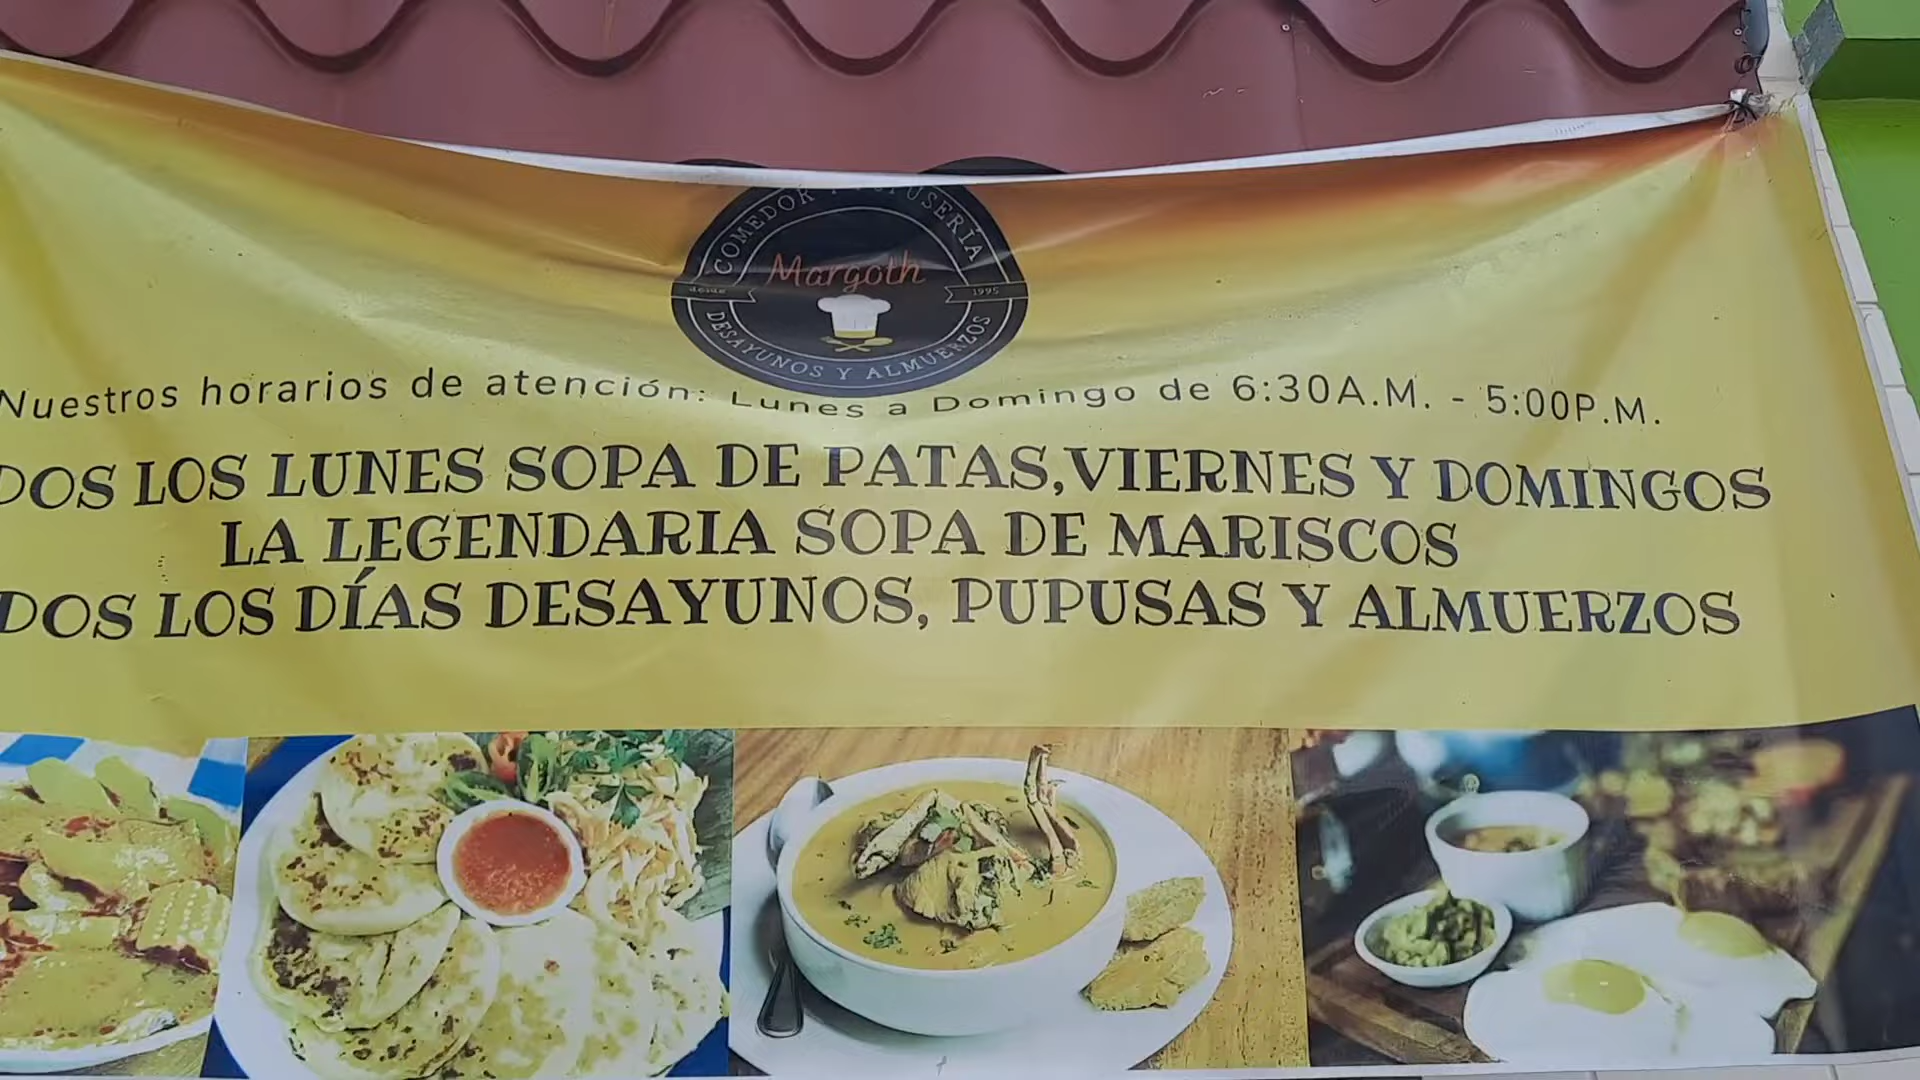 COMEDOR
Margoth
desde 1995
DESAYUNOS Y ALMUERZOS
Nuestros horarios de atención: Lunes a Domingo de 6:30A.M. - 5:00P.M.
DOS LOS LUNES SOPA DE PATAS,VIERNES Y DOMINGOS
LA LEGENDARIA SOPA DE MARISCOS
DOS LOS DÍAS DESAYUNOS, PUPUSAS Y ALMUERZOS